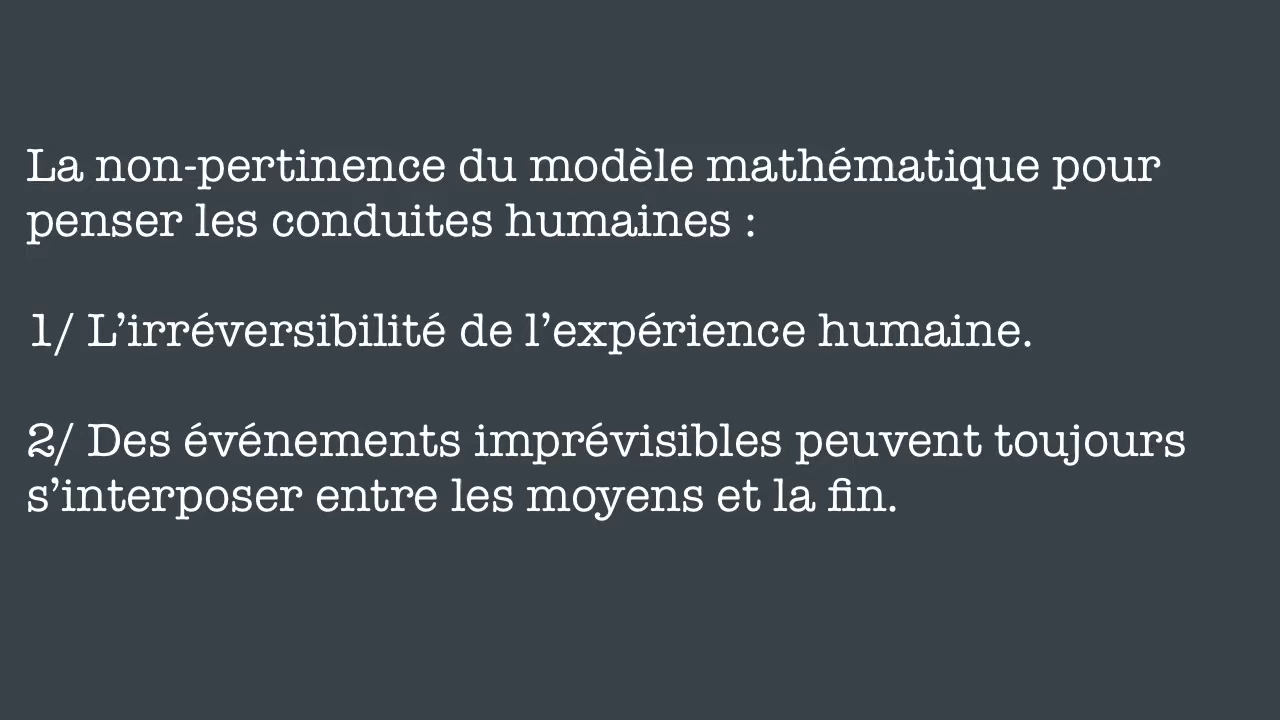 La non-pertinence du modèle mathématique pour
penser les conduites humaines :
1/ L’irréversibilité de l’expérience humaine.
2/ Des événements imprévisibles peuvent toujours
s’interposer entre les moyens et la fin.